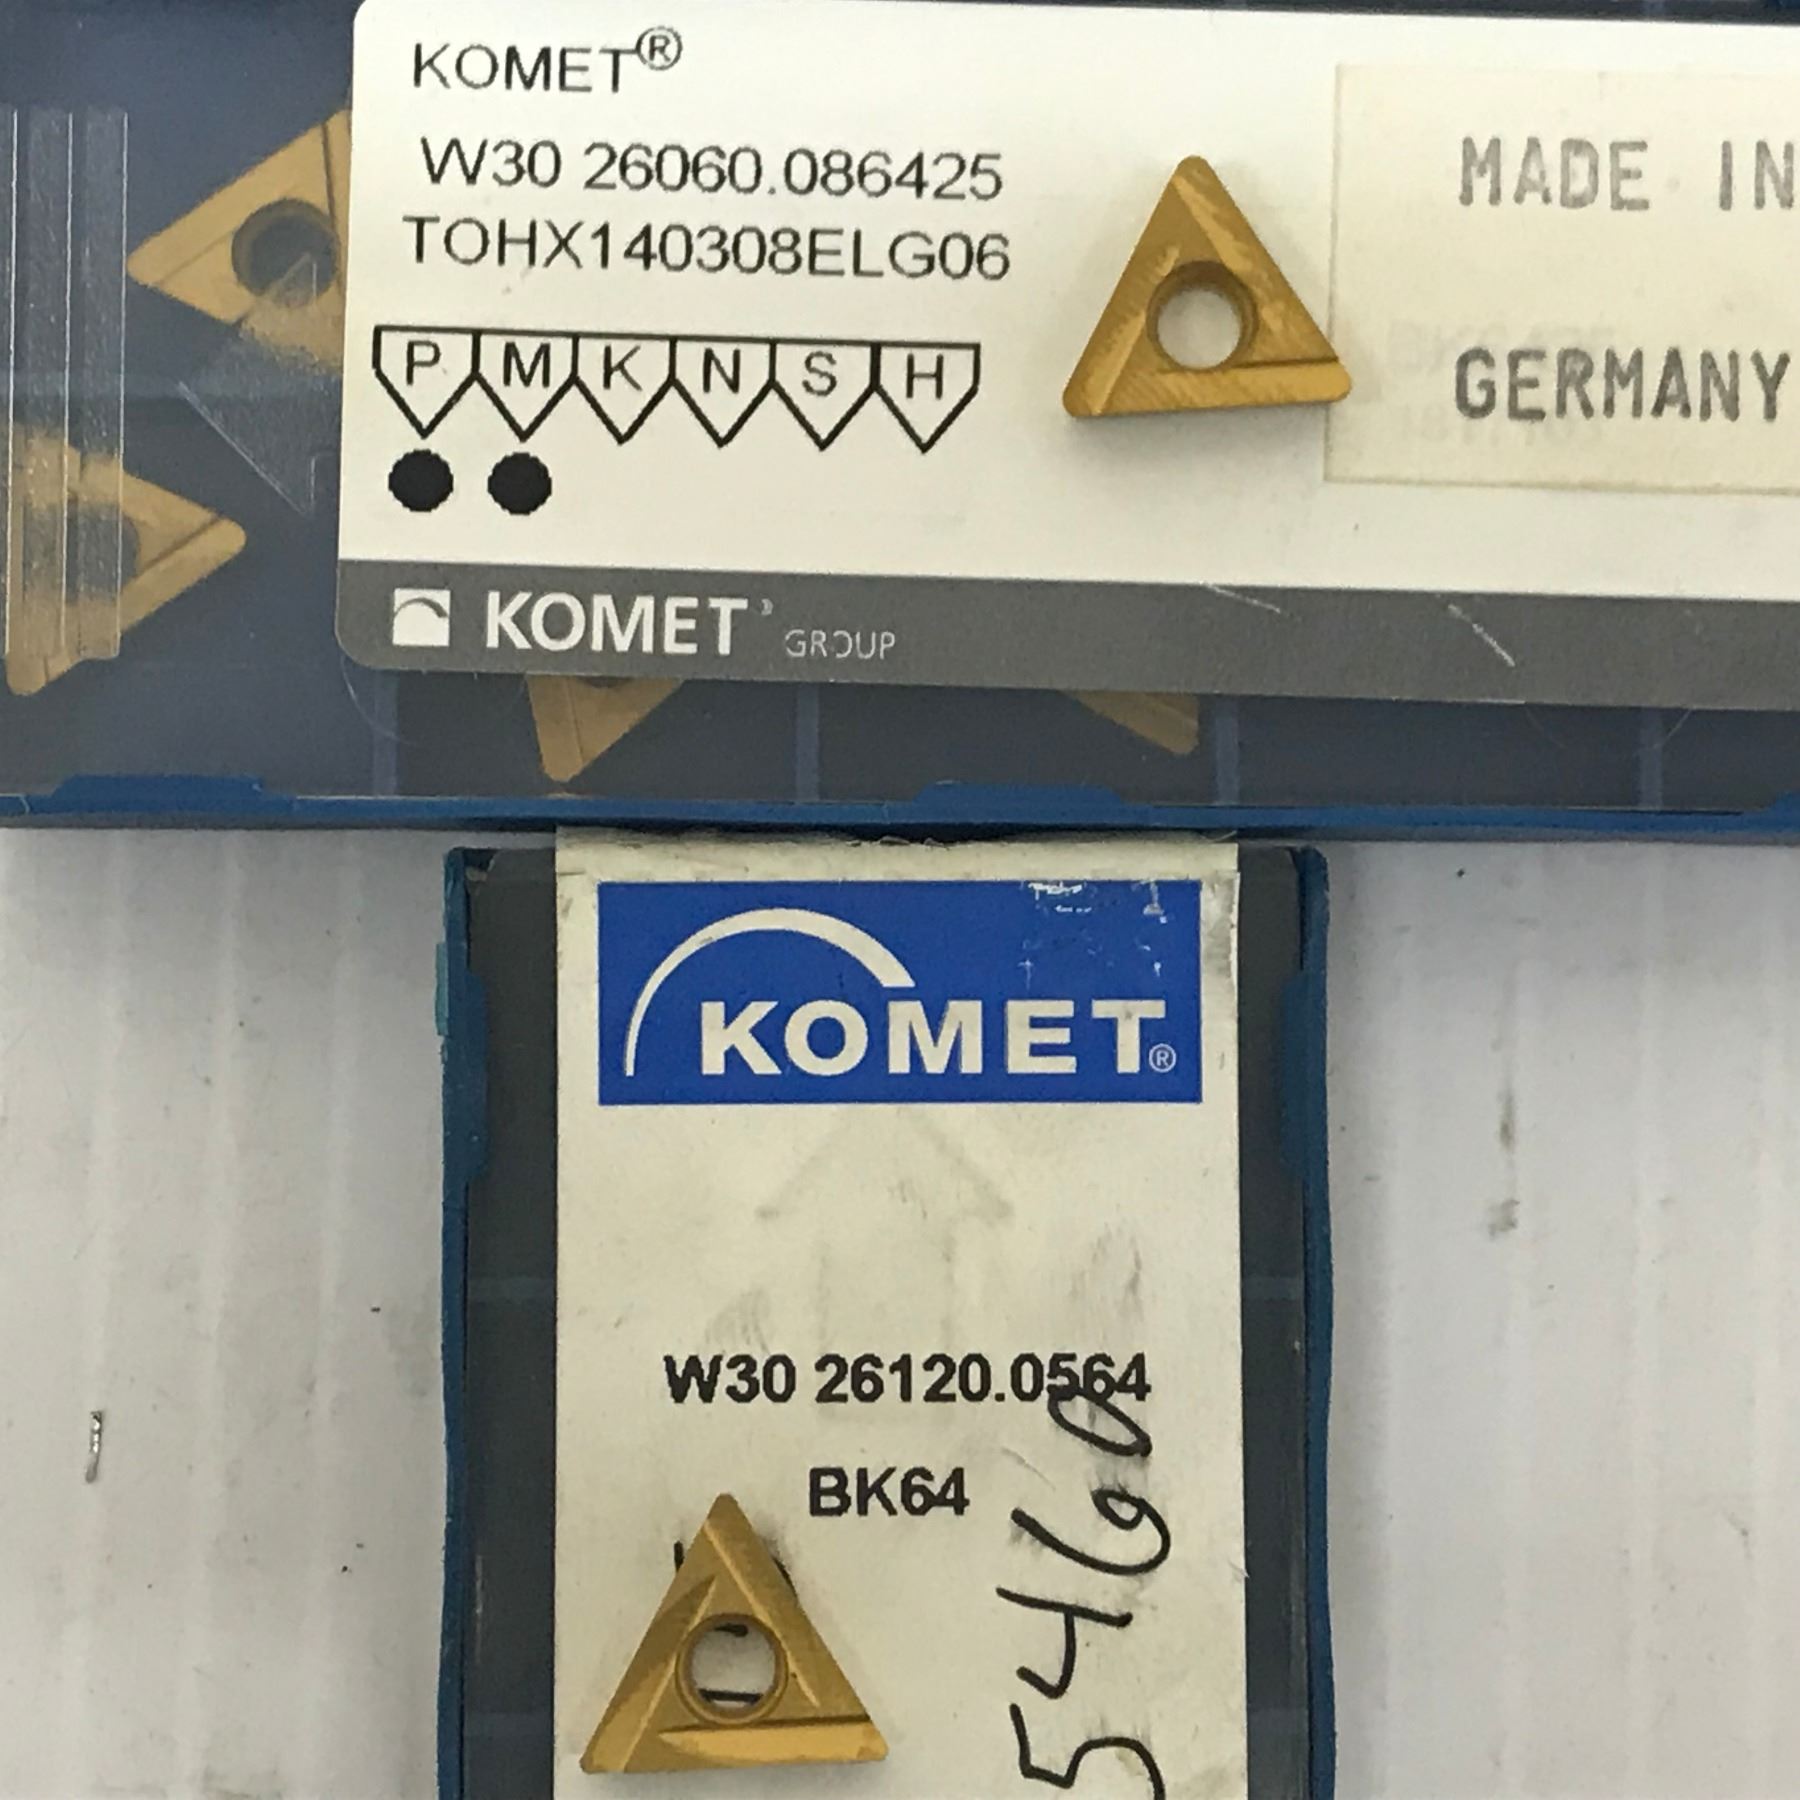 KOMET®
W30 26060.086425
TOHX140308ELG06
P M K N S H
MADE IN
GERMANY
KOMET GROUP
KOMET®
W30 26120.0564
BK64
5460